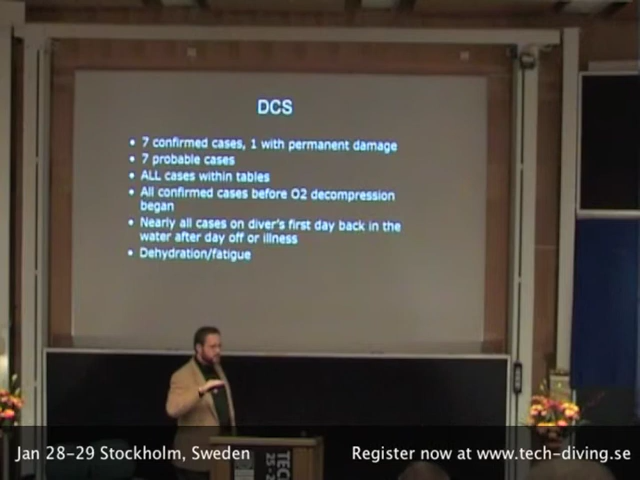 DCS
• 7 confirmed cases, 1 with permanent damage
• 7 probable cases
• ALL cases within tables
• All confirmed cases before O2 decompression
began
• Nearly all cases on diver's first day back in the
water after day off or illness
• Dehydration/fatigue
Jan 28-29 Stockholm, Sweden
Register now at www.tech-diving.se